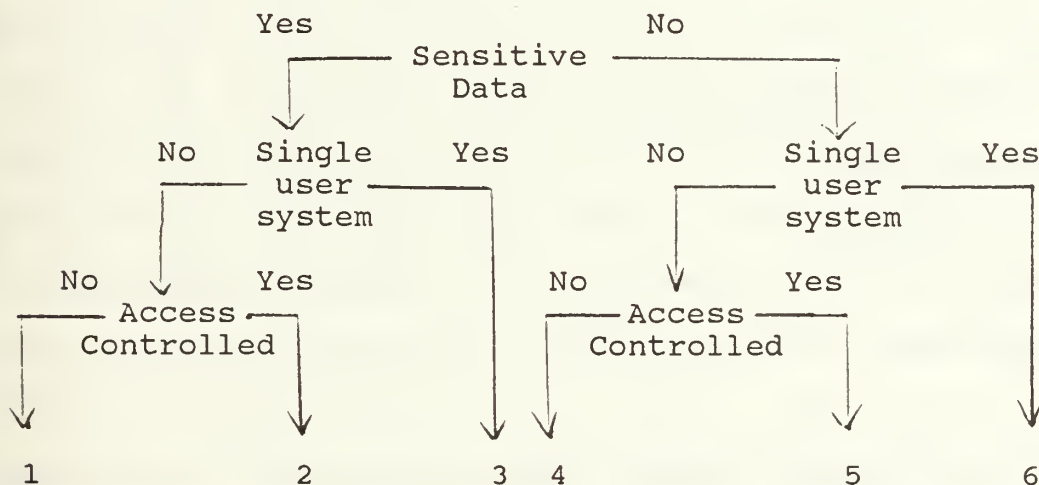 Yes No
Sensitive
Data
No Single Yes No Single Yes
user user
system system
No Yes No Yes
Access Access
Controlled Controlled
1 2 3 4 5 6